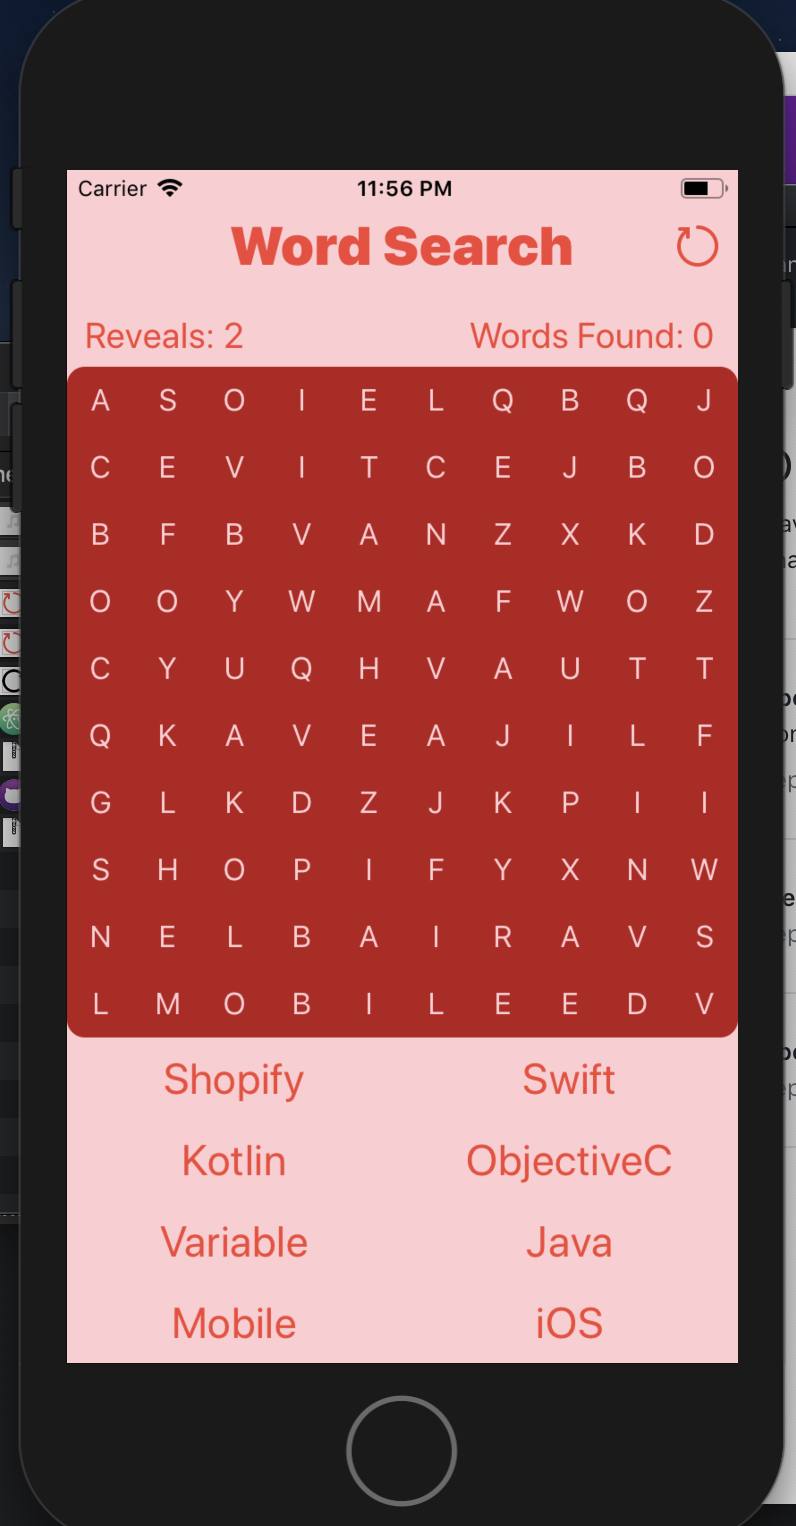 Carrier 11:56 PM
Word Search
Reveals: 2 Words Found: 0
A S O I E L Q B Q J
C E V I T C E J B O
B F B V A N Z X K D
O O Y W M A F W O Z
C Y U Q H V A U T T
Q K A V E A J I L F
G L K D Z J K P I I
S H O P I F Y X N W
N E L B A I R A V S
L M O B I L E E D V
Shopify Swift
Kotlin ObjectiveC
Variable Java
Mobile iOS